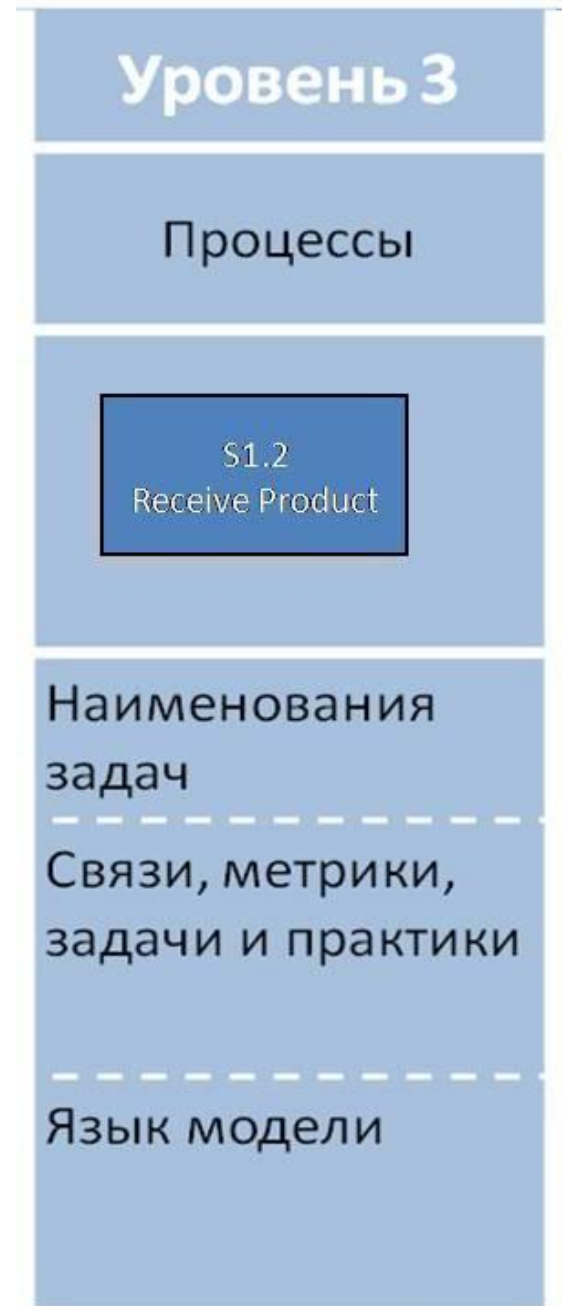 Уровень 3
Процессы
S1.2
Receive Product
Наименования
задач
Связи, метрики,
задачи и практики
Язык модели